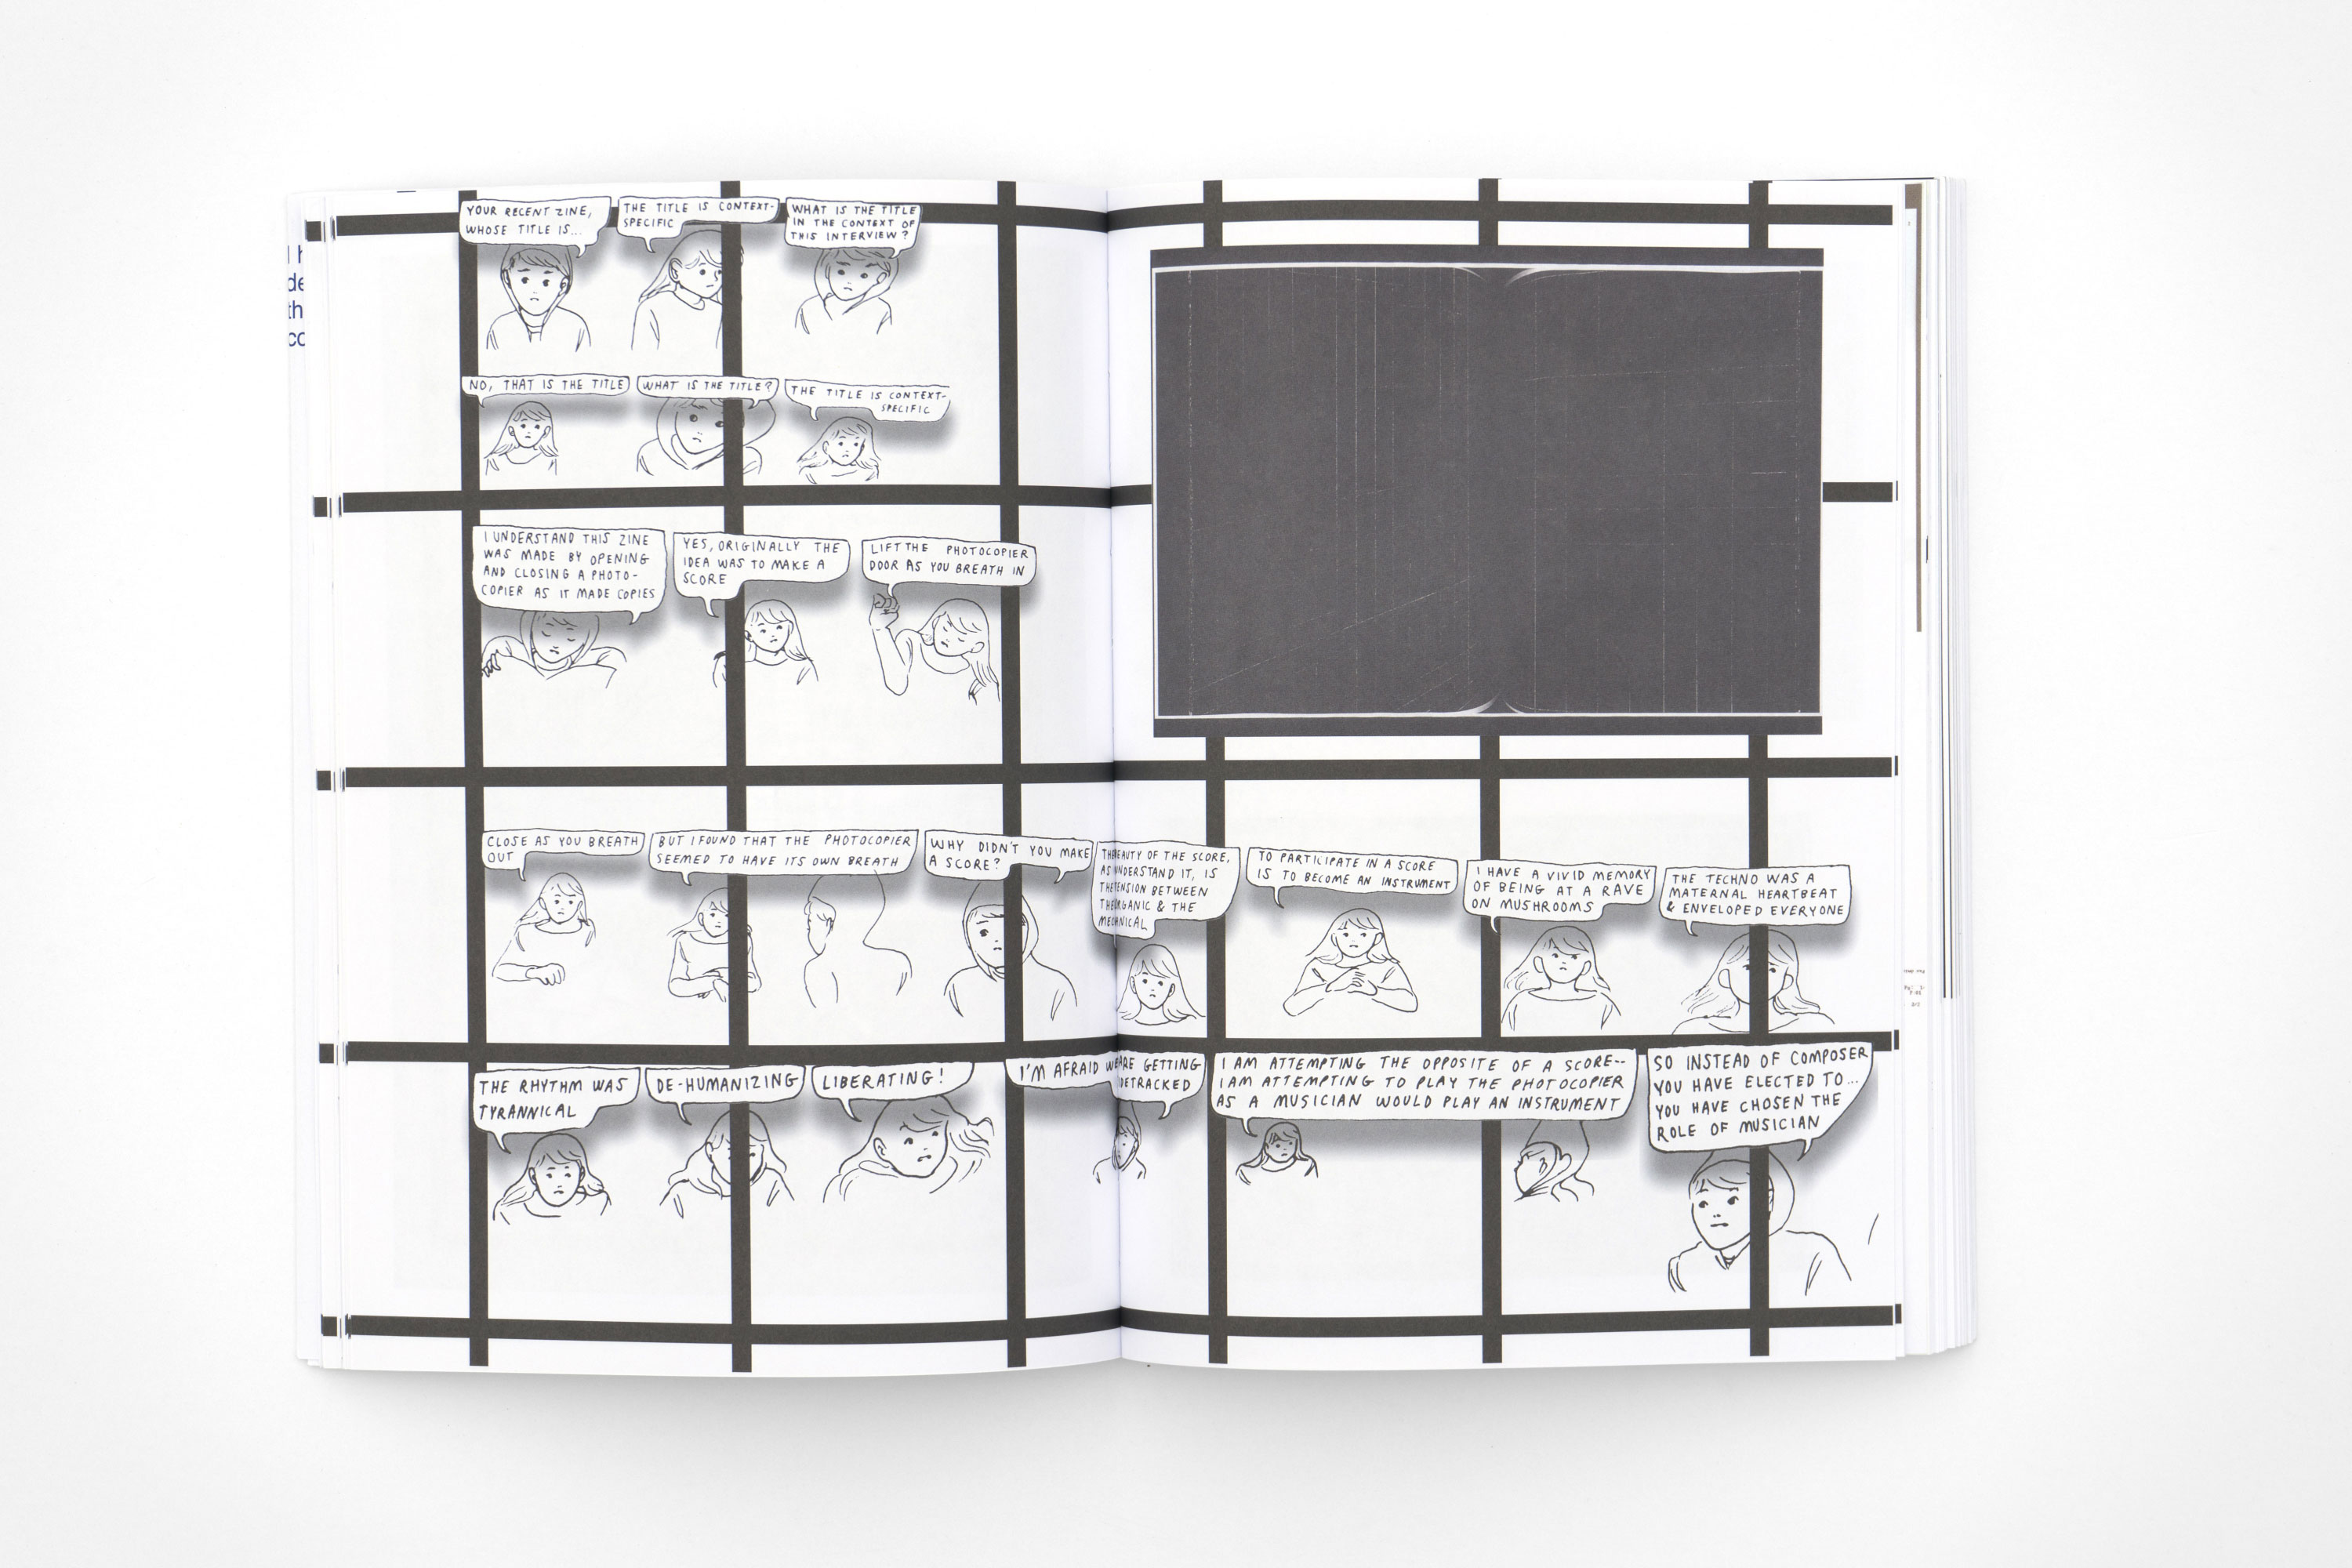 I
de
th
co
YOUR RECENT ZINE,
WHOSE TITLE IS...
THE TITLE IS CONTEXT-
SPECIFIC
WHAT IS THE TITLE
IN THE CONTEXT OF
THIS INTERVIEW?
NO, THAT IS THE TITLE
WHAT IS THE TITLE?
THE TITLE IS CONTEXT-
SPECIFIC
I UNDERSTAND THIS ZINE
WAS MADE BY OPENING
AND CLOSING A PHOTO-
COPIER AS IT MADE COPIES
YES, ORIGINALLY THE
IDEA WAS TO MAKE A
SCORE
LIFT THE PHOTOCOPIER
DOOR AS YOU BREATH IN
CLOSE AS YOU BREATH
OUT
BUT I FOUND THAT THE PHOTOCOPIER
SEEMED TO HAVE ITS OWN BREATH
WHY DIDN'T YOU MAKE
A SCORE?
THE BEAUTY OF THE SCORE,
AS I UNDERSTAND IT, IS
THE TENSION BETWEEN
THE ORGANIC & THE
MECHNICAL
TO PARTICIPATE IN A SCORE
IS TO BECOME AN INSTRUMENT
I HAVE A VIVID MEMORY
OF BEING AT A RAVE
ON MUSHROOMS
THE TECHNO WAS A
MATERNAL HEARTBEAT
& ENVELOPED EVERYONE
THE RHYTHM WAS
TYRANNICAL
DE-HUMANIZING
LIBERATING!
I'M AFRAID WE ARE GETTING
DETRACKED
I AM ATTEMPTING THE OPPOSITE OF A SCORE--
I AM ATTEMPTING TO PLAY THE PHOTOCOPIER
AS A MUSICIAN WOULD PLAY AN INSTRUMENT
SO INSTEAD OF COMPOSER
YOU HAVE ELECTED TO...
YOU HAVE CHOSEN THE
ROLE OF MUSICIAN